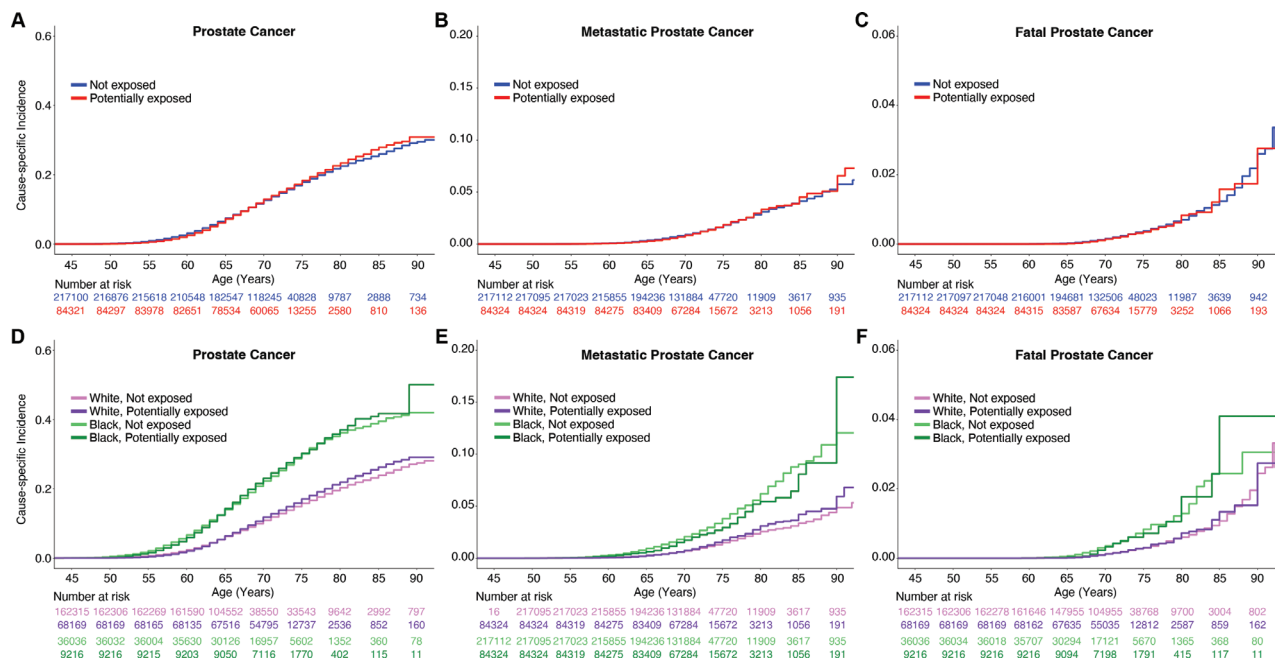 A
Prostate Cancer
0.6
0.4
0.2
0.0
Cause-specific Incidence
Not exposed
Potentially exposed
45 50 55 60 65 70 75 80 85 90
Age (Years)
Number at risk
217100 216876 215618 210548 182547 118245 40828 9787 2888 734
84321 84297 83978 82651 78534 60065 13255 2580 810 136
B
Metastatic Prostate Cancer
0.20
0.15
0.10
0.05
0.00
Not exposed
Potentially exposed
45 50 55 60 65 70 75 80 85 90
Age (Years)
Number at risk
217112 217095 217023 215855 194236 131884 47720 11909 3617 935
84324 84324 84319 84275 83409 67284 15672 3213 1056 191
C
Fatal Prostate Cancer
0.06
0.04
0.02
0.00
Not exposed
Potentially exposed
45 50 55 60 65 70 75 80 85 90
Age (Years)
Number at risk
217112 217097 217048 216001 194681 132506 48023 11987 3639 942
84324 84324 84324 84315 83587 67634 15779 3252 1066 193
D
Prostate Cancer
0.6
0.4
0.2
0.0
Cause-specific Incidence
White, Not exposed
White, Potentially exposed
Black, Not exposed
Black, Potentially exposed
45 50 55 60 65 70 75 80 85 90
Age (Years)
Number at risk
162315 162306 162269 161590 104552 38550 33543 9642 2992 797
68169 68169 68165 68135 67516 54795 12737 2536 852 160
36036 36032 36004 35630 30126 16957 5602 1352 360 78
9216 9216 9215 9203 9050 7116 1770 402 115 11
E
Metastatic Prostate Cancer
0.20
0.15
0.10
0.05
0.00
White, Not exposed
White, Potentially exposed
Black, Not exposed
Black, Potentially exposed
45 50 55 60 65 70 75 80 85 90
Age (Years)
Number at risk
16 217095 217023 215855 194236 131884 47720 11909 3617 935
84324 84324 84319 84275 83409 67284 15672 3213 1056 191
217112 217095 217023 215855 194236 131884 47720 11909 3617 935
84324 84324 84319 84275 83409 67284 15672 3213 1056 191
F
Fatal Prostate Cancer
0.06
0.04
0.02
0.00
White, Not exposed
White, Potentially exposed
Black, Not exposed
Black, Potentially exposed
45 50 55 60 65 70 75 80 85 90
Age (Years)
Number at risk
162315 162306 162278 161646 147955 104955 38768 9700 3004 802
68169 68169 68169 68162 67635 55035 12812 2587 859 162
36036 36034 36018 35707 30294 17121 5670 1365 368 80
9216 9216 9216 9216 9094 7198 1791 415 117 11